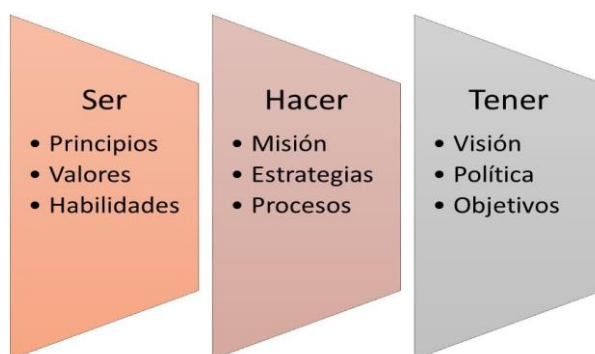 Ser
• Principios
• Valores
• Habilidades
Hacer
• Misión
• Estrategias
• Procesos
Tener
• Visión
• Política
• Objetivos